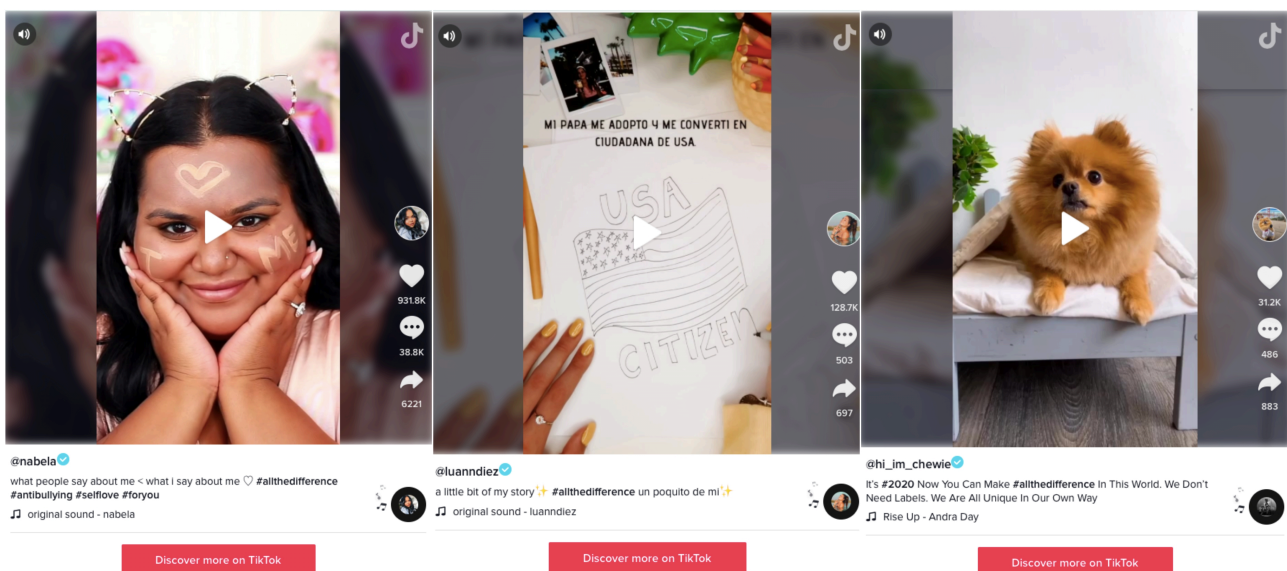 I
ME
931.8K
38.8K
6221
@nabela
what people say about me < what i say about me ♡ #allthedifference
#antibullying #selflove #foryou
original sound - nabela
Discover more on TikTok
MI PAPA ME ADOPTO Y ME CONVERTI EN
CIUDADANA DE USA.
USA
CITIZEN
128.7K
503
697
@luanndiez
a little bit of my story✨ #allthedifference un poquito de mi✨
original sound - luanndiez
Discover more on TikTok
31.2K
486
883
@hi_im_chewie
It's #2020 Now You Can Make #allthedifference In This World. We Don't
Need Labels. We Are All Unique In Our Own Way
Rise Up - Andra Day
Discover more on TikTok